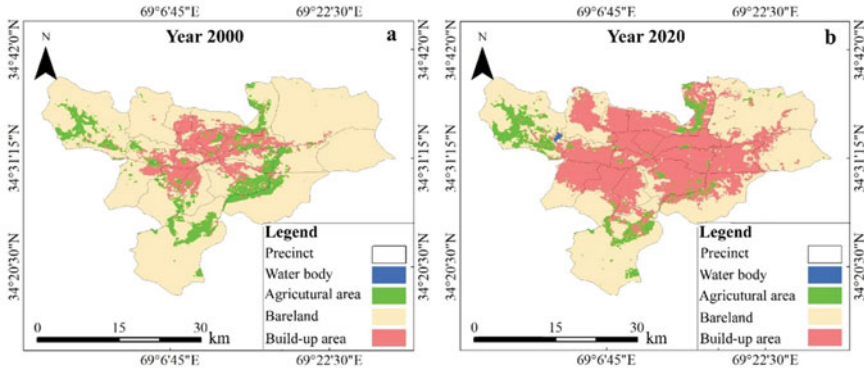 69°6'45"E 69°22'30"E
N Year 2000 a
34°42'0"N
34°31'15"N
34°20'30"N
Legend
Precinct
Water body
Agricutural area
Bareland
Build-up area
0 15 30
km
69°6'45"E 69°22'30"E
69°6'45"E 69°22'30"E
34°42'0"N
34°31'15"N
34°20'30"N
N Year 2020 b
34°42'0"N
34°31'15"N
34°20'30"N
Legend
Precinct
Water body
Agricutural area
Bareland
Build-up area
0 15 30
km
69°6'45"E 69°22'30"E